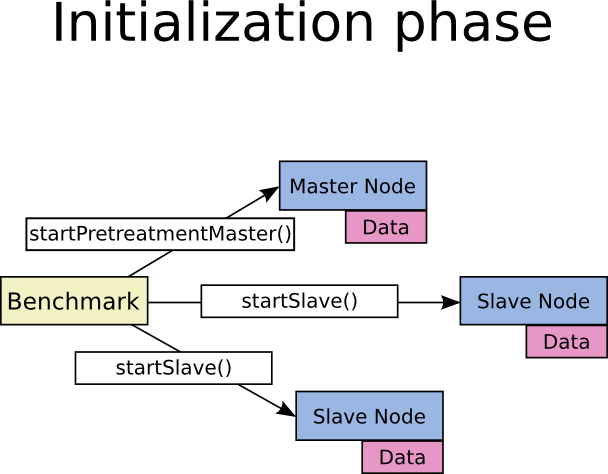 Initialization phase
Master Node
Data
startPretreatmentMaster()
Benchmark
startSlave()
Slave Node
Data
startSlave()
Slave Node
Data